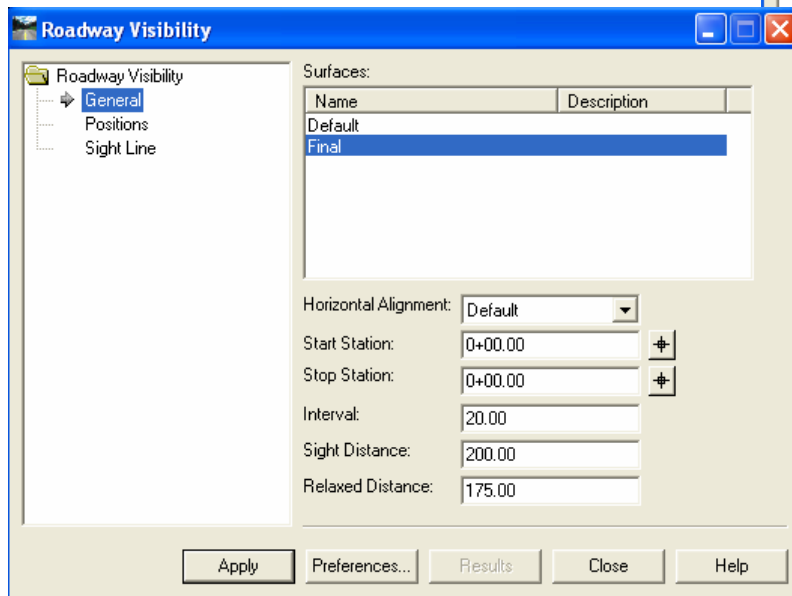 Roadway Visibility
Roadway Visibility
General
Positions
Sight Line
Surfaces:
Name Description
Default
Final
Horizontal Alignment: Default
Start Station: 0+00.00
Stop Station: 0+00.00
Interval: 20.00
Sight Distance: 200.00
Relaxed Distance: 175.00
Apply Preferences... Results Close Help